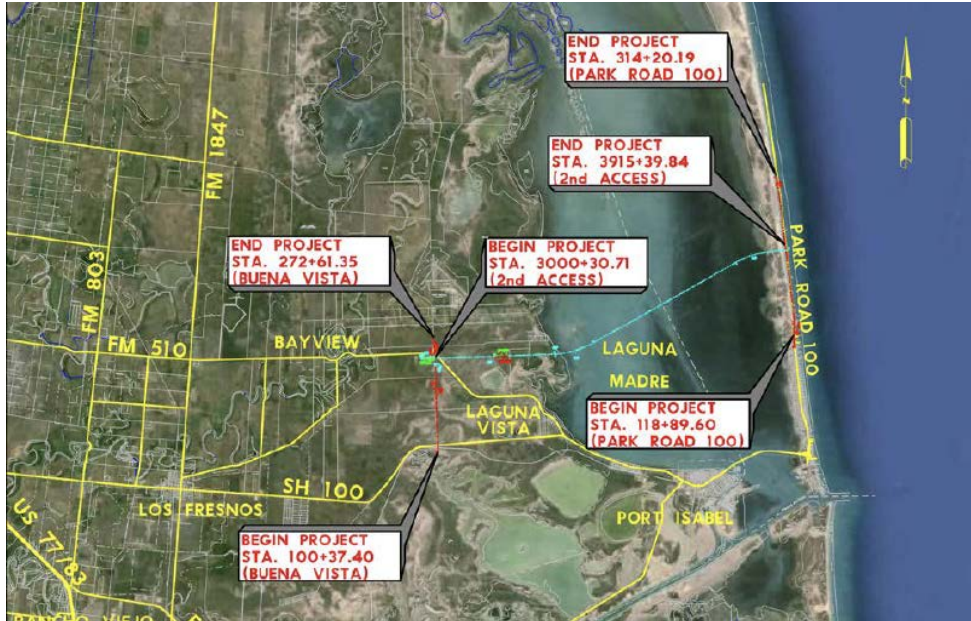 END PROJECT
STA. 314+20.19
(PARK ROAD 100)
END PROJECT
STA. 3915+39.84
(2nd ACCESS)
FM 1847
N
END PROJECT
STA. 272+61.35
(BUENA VISTA)
BEGIN PROJECT
STA. 3000+30.71
(2nd ACCESS)
FM 803
PARK ROAD 100
FM 510
BAYVIEW
LAGUNA
MADRE
BEGIN PROJECT
STA. 118+89.60
(PARK ROAD 100)
LAGUNA
VISTA
SH 100
LOS FRESNOS
US 77/83
PORT ISABEL
BEGIN PROJECT
STA. 100+37.40
(BUENA VISTA)
RANCHO VIEJO